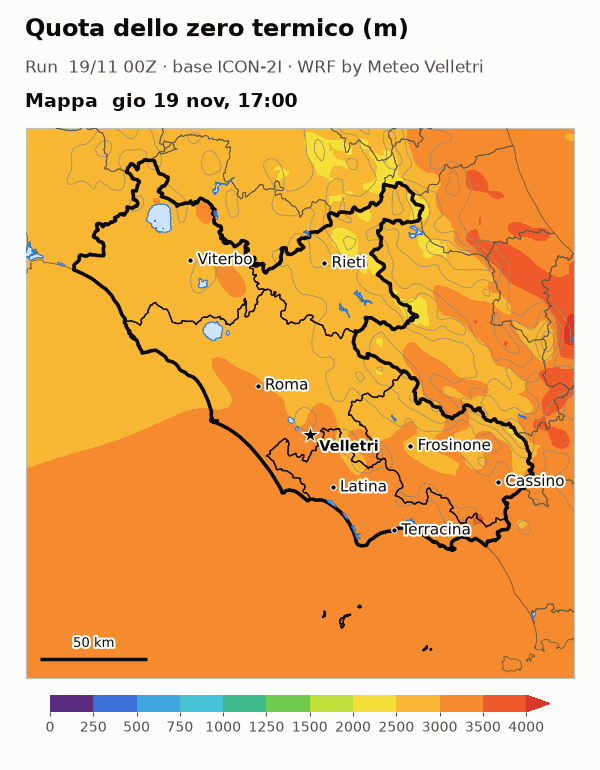 Quota dello zero termico (m)
Run  19/11 00Z · base ICON-2I · WRF by Meteo Velletri
Mappa  gio 19 nov, 17:00
Viterbo
Rieti
Roma
Velletri
Frosinone
Latina
Cassino
Terracina
50 km
0 250 500 750 1000 1250 1500 2000 2500 3000 3500 4000